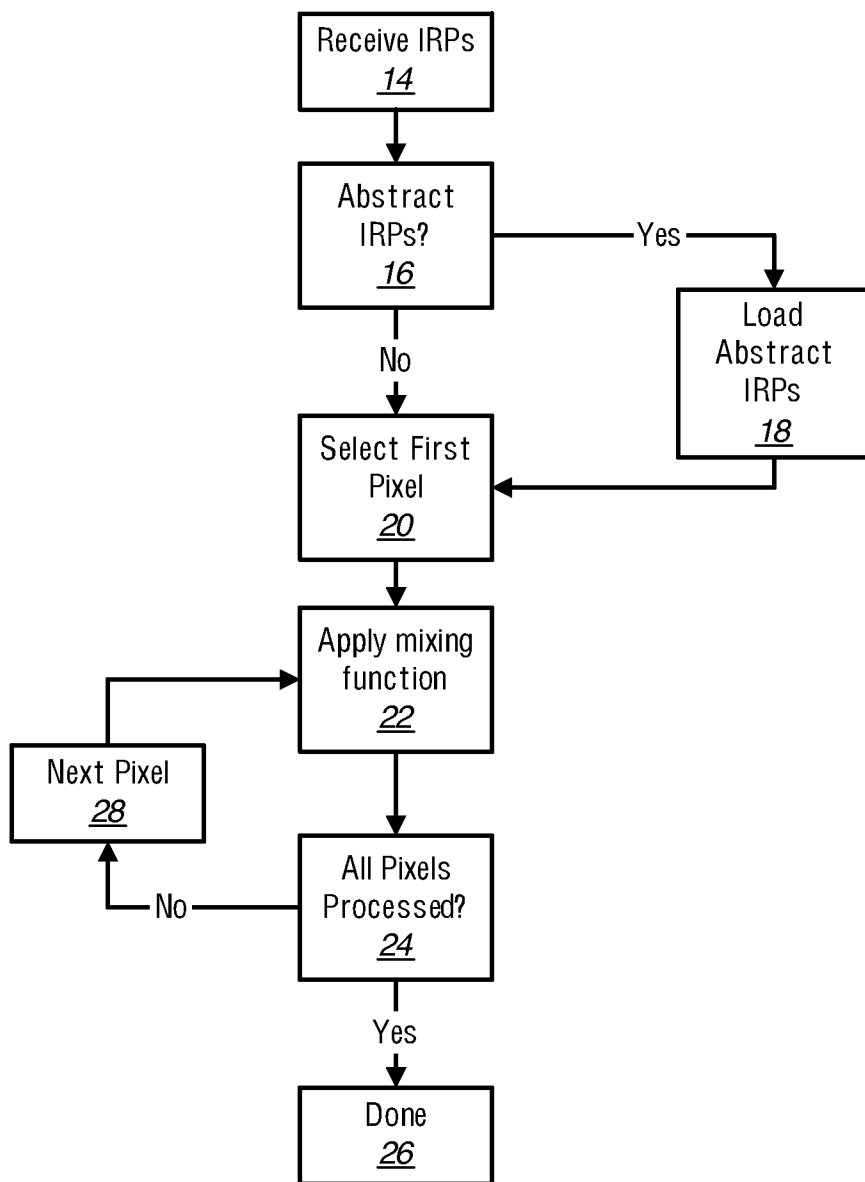 Receive IRPs
14
Abstract
IRPs?
16
Yes
Load
Abstract
IRPs
18
No
Select First
Pixel
20
Apply mixing
function
22
Next Pixel
28
All Pixels
Processed?
24
No
Yes
Done
26